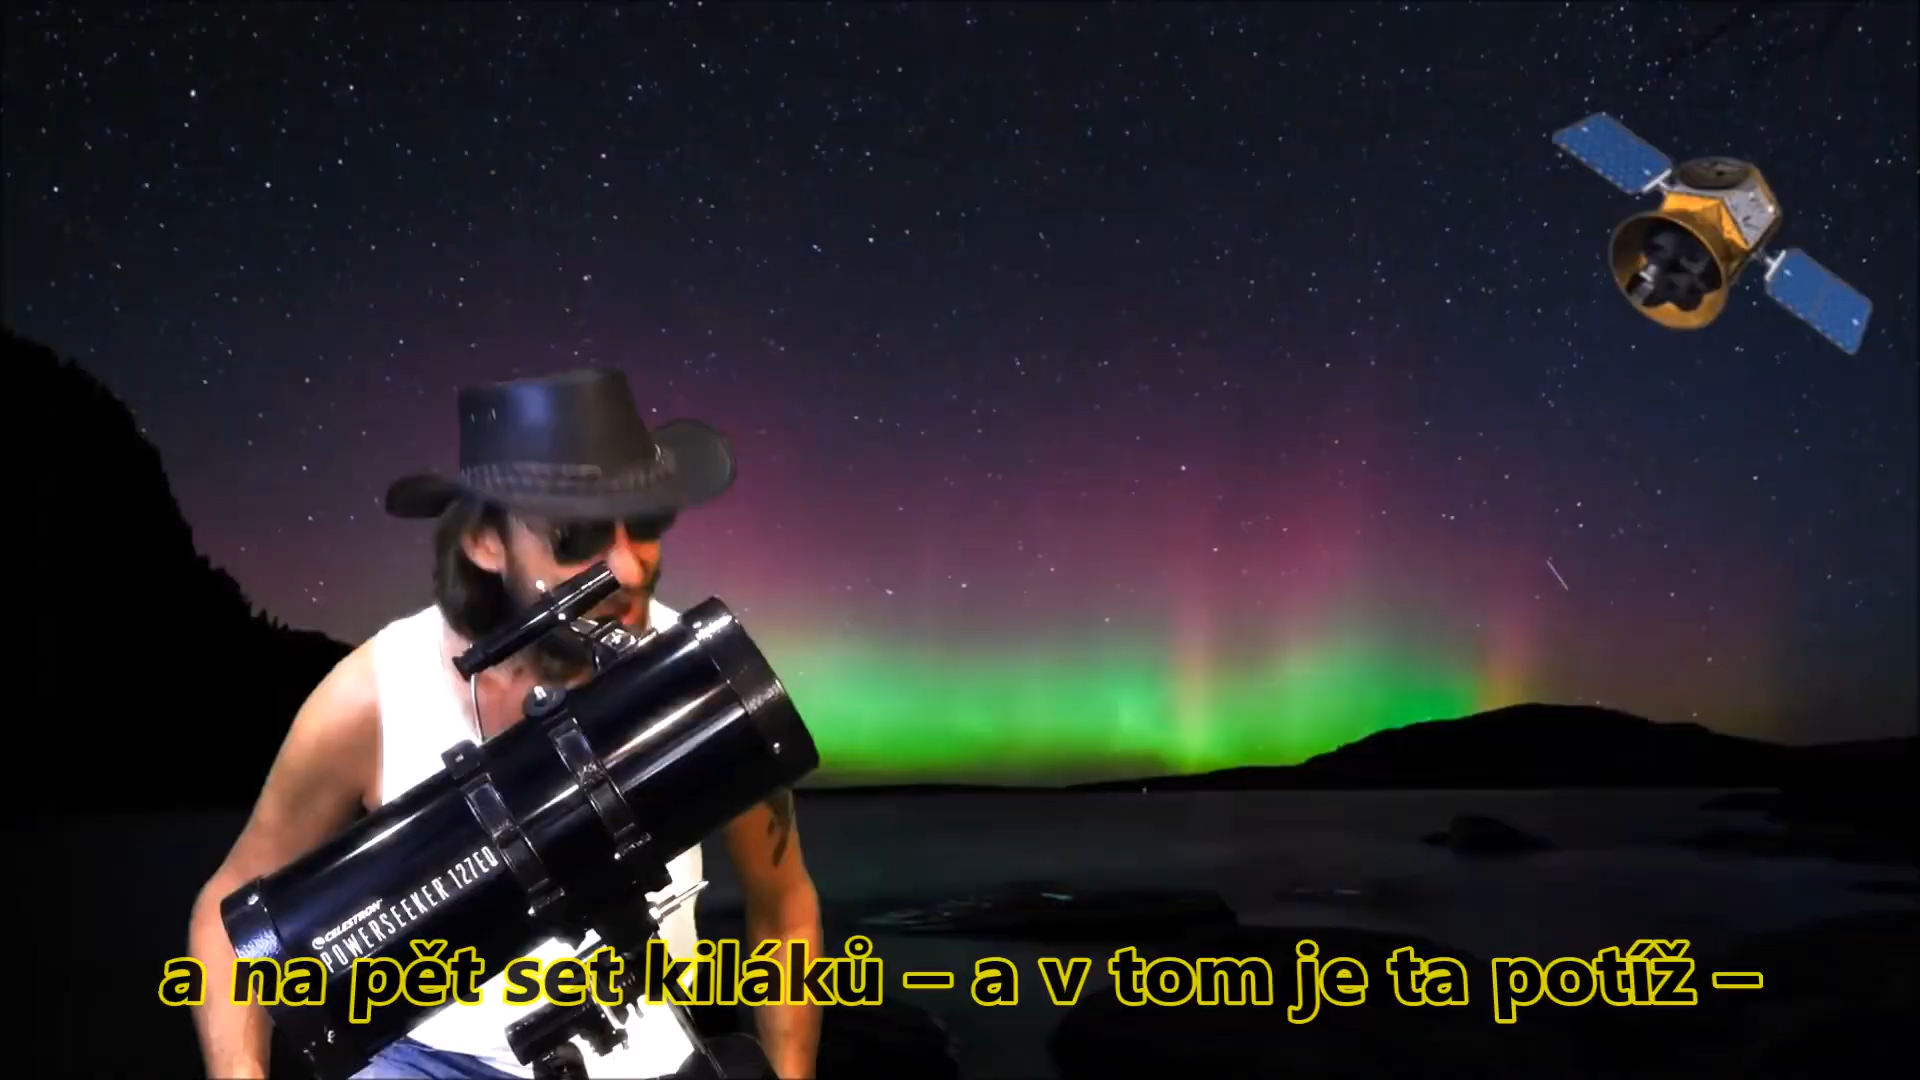 CELESTRON
POWERSEEKER 127EQ
a na pět set kiláků – a v tom je ta potíž –